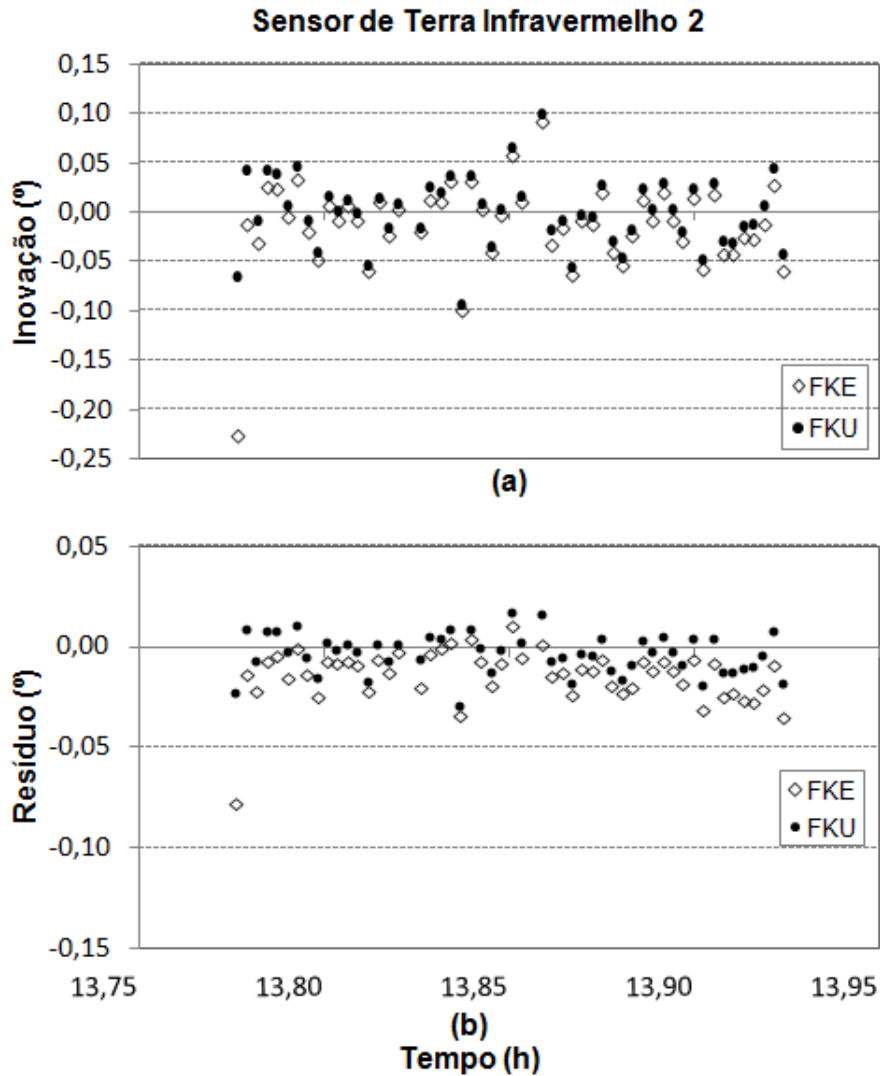 Sensor de Terra Infravermelho 2
0,15
0,10
0,05
0,00
-0,05
-0,10
-0,15
-0,20
-0,25
Inovação (º)
FKE
FKU
(a)
0,05
0,00
-0,05
-0,10
-0,15
Resíduo (º)
FKE
FKU
13,75 13,80 13,85 13,90 13,95
(b)
Tempo (h)